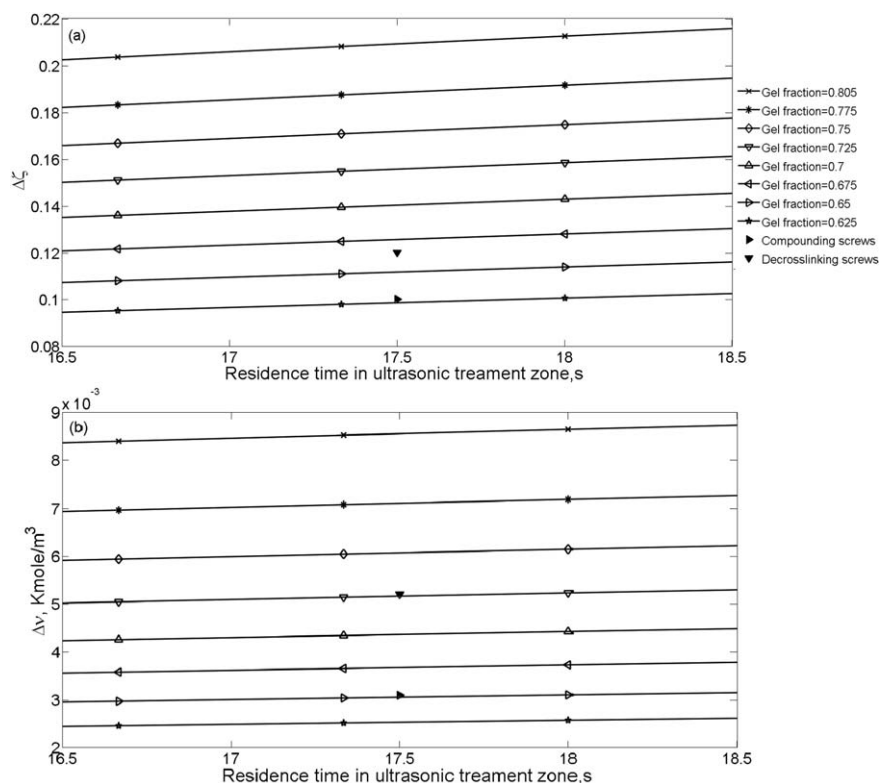 (a)
0.22
0.2
0.18
0.16
0.14
0.12
0.1
0.08
Δζ
16.5 17 17.5 18 18.5
Residence time in ultrasonic treament zone,s
Gel fraction=0.805
Gel fraction=0.775
Gel fraction=0.75
Gel fraction=0.725
Gel fraction=0.7
Gel fraction=0.675
Gel fraction=0.65
Gel fraction=0.625
Compounding screws
Decrosslinking screws
x 10⁻³
(b)
9
8
7
6
5
4
3
2
Δν, Kmole/m³
16.5 17 17.5 18 18.5
Residence time in ultrasonic treament zone,s